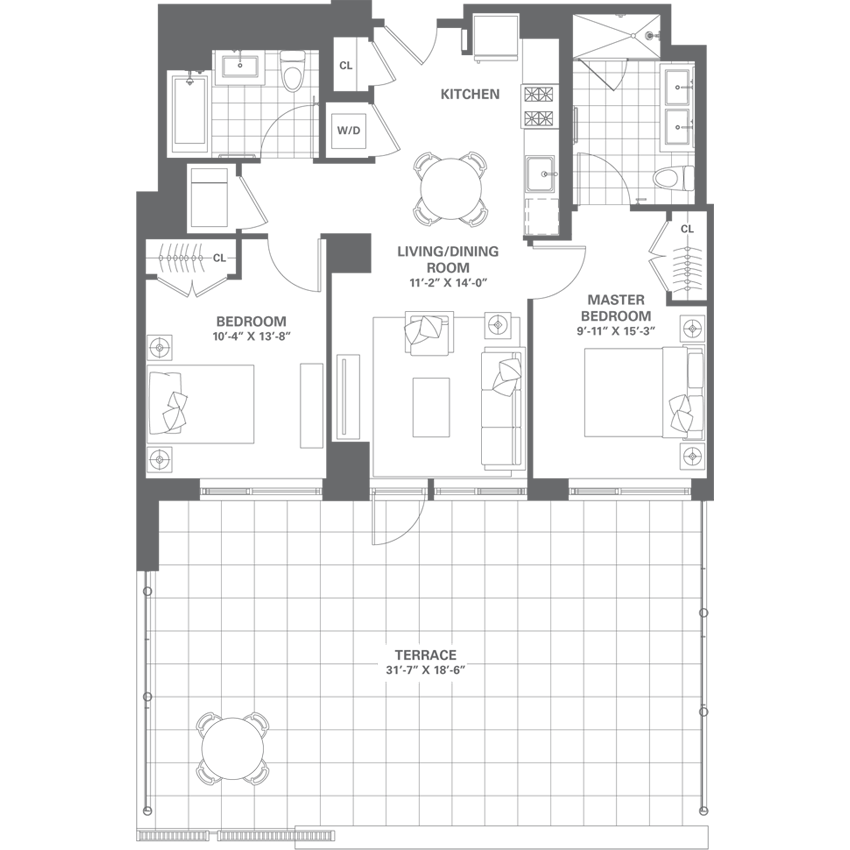 CL
KITCHEN
W/D
CL
LIVING/DINING
ROOM
11'-2" X 14'-0"
CL
MASTER
BEDROOM
9'-11" X 15'-3"
BEDROOM
10'-4" X 13'-8"
TERRACE
31'-7" X 18'-6"